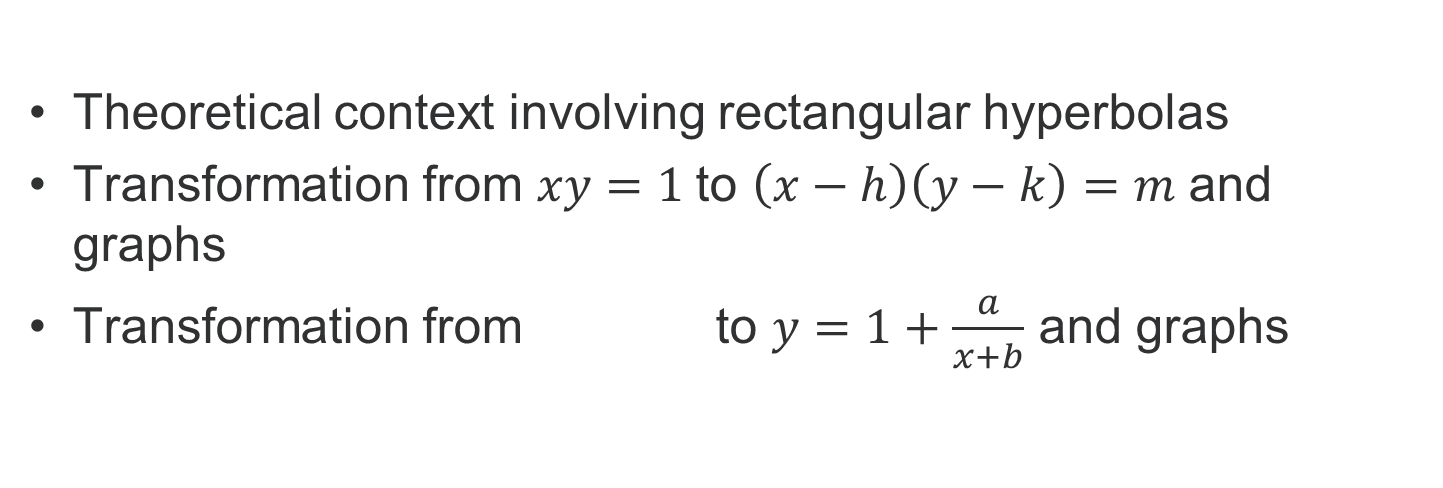 • Theoretical context involving rectangular hyperbolas
• Transformation from 𝑥𝑦 = 1 to (𝑥 − ℎ)(𝑦 − 𝑘) = 𝑚 and
graphs
• Transformation from to 𝑦 = 1 + 𝑎/(𝑥+𝑏) and graphs